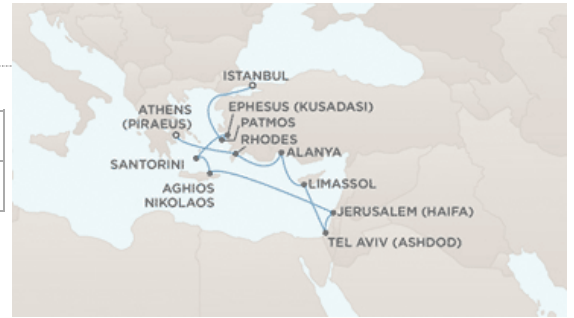 ISTANBUL
ATHENS
(PIRAEUS)
EPHESUS (KUSADASI)
PATMOS
RHODES
ALANYA
SANTORINI
LIMASSOL
AGHIOS
NIKOLAOS
JERUSALEM (HAIFA)
TEL AVIV (ASHDOD)